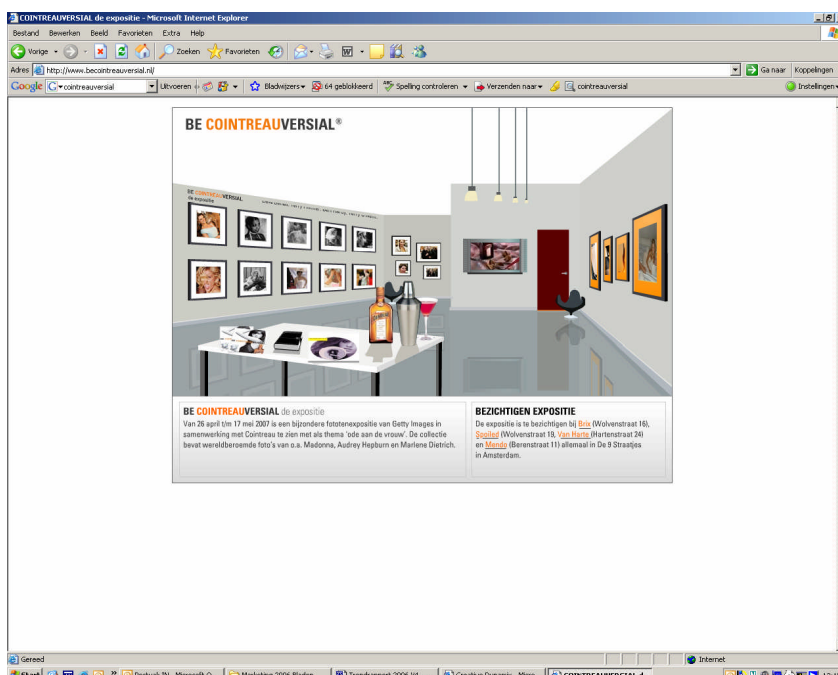 COINTREAUVERSIAL de expositie - Microsoft Internet Explorer
Bestand Bewerken Beeld Favorieten Extra Help
Vorige Zoeken Favorieten
Adres http://www.becointreauversial.nl/ Ga naar Koppelingen
Google cointreauversial Uitvoeren Bladwijzers 64 geblokkeerd Spelling controleren Verzenden naar cointreauversial Instellingen
BE COINTREAUVERSIAL®
BE COINTREAUVERSIAL
de expositie
BE COINTREAUVERSIAL de expositie
Van 26 april t/m 17 mei 2007 is een bijzondere fototenexpositie van Getty Images in
samenwerking met Cointreau te zien met als thema 'ode aan de vrouw'. De collectie
bevat wereldberoemde foto's van o.a. Madonna, Audrey Hepburn en Marlene Dietrich.
BEZICHTIGEN EXPOSITIE
De expositie is te bezichtigen bij Brix (Wolvenstraat 16),
Spoiled (Wolvenstraat 19, Van Harte (Hartenstraat 24)
en Mendo (Berenstraat 11) allemaal in De 9 Straatjes
in Amsterdam.
Gereed Internet